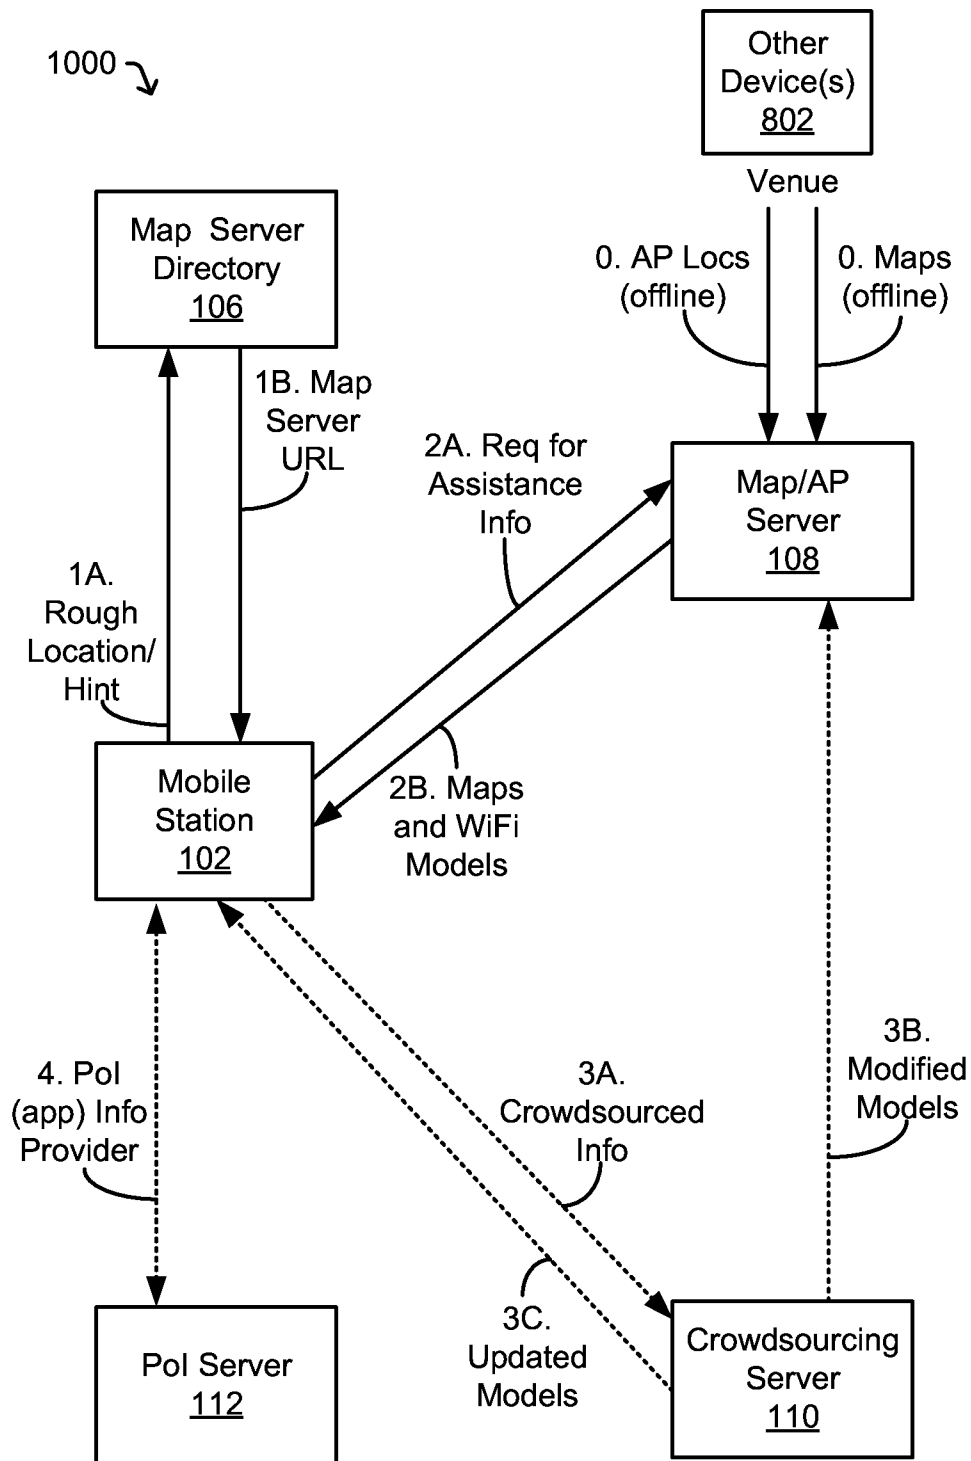 1000
Other
Device(s)
802
Venue
Map Server
Directory
106
0. AP Locs
(offline)
0. Maps
(offline)
1B. Map
Server
URL
2A. Req for
Assistance
Info
Map/AP
Server
108
1A.
Rough
Location/
Hint
Mobile
Station
102
2B. Maps
and WiFi
Models
4. PoI
(app) Info
Provider
3A.
Crowdsourced
Info
3B.
Modified
Models
3C.
Updated
Models
PoI Server
112
Crowdsourcing
Server
110